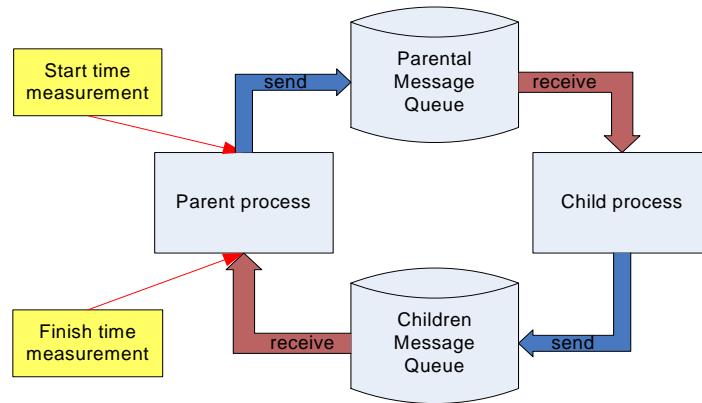 Start time
measurement
send
Parental
Message
Queue
receive
Parent process
Child process
Finish time
measurement
receive
Children
Message
Queue
send